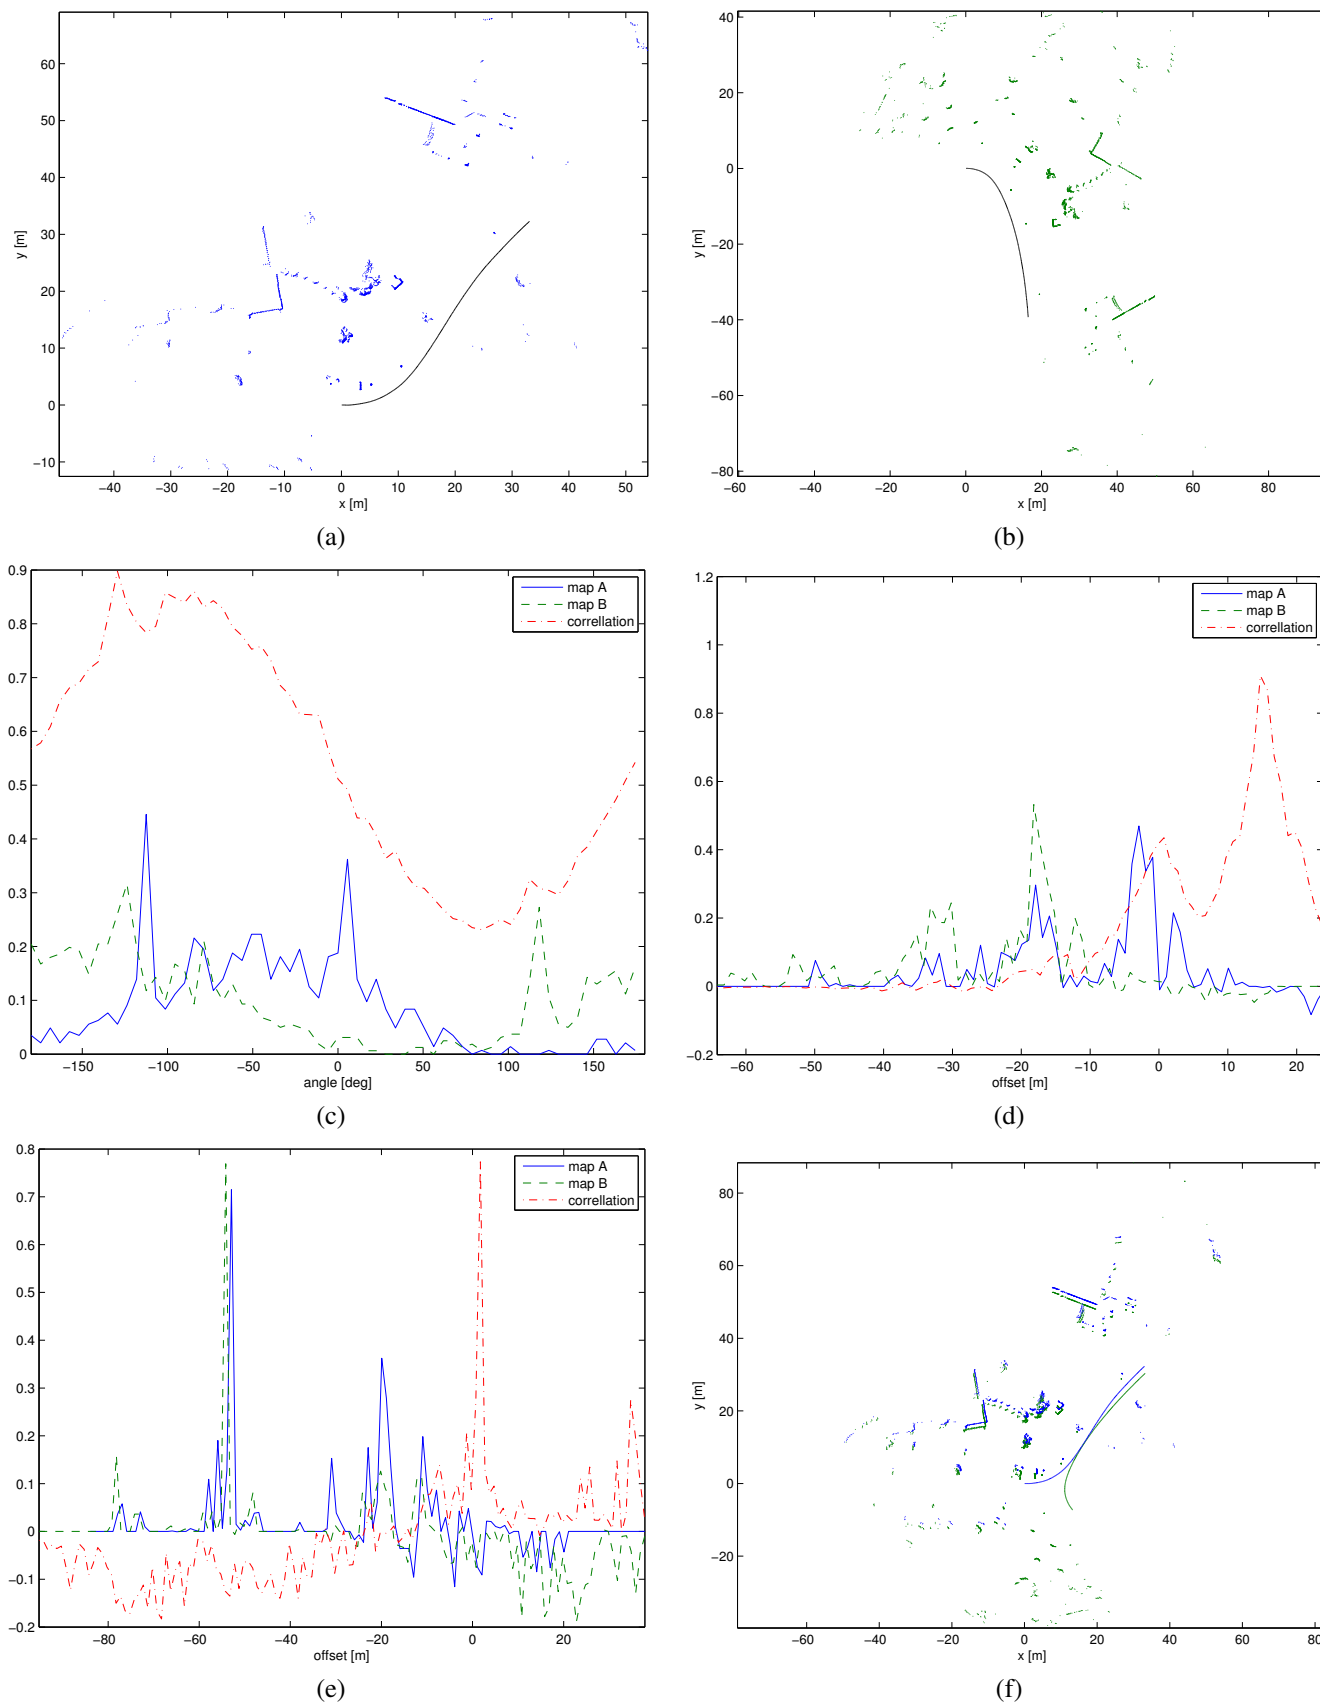 60
50
40
30
20
10
0
−10
y [m]
−40 −30 −20 −10 0 10 20 30 40 50
x [m]
(a)
40
20
0
−20
−40
−60
−80
y [m]
−60 −40 −20 0 20 40 60 80
x [m]
(b)
0.9
0.8
0.7
0.6
0.5
0.4
0.3
0.2
0.1
0
map A
map B
correllation
−150 −100 −50 0 50 100 150
angle [deg]
(c)
1.2
1
0.8
0.6
0.4
0.2
0
−0.2
map A
map B
correllation
−60 −50 −40 −30 −20 −10 0 10 20
offset [m]
(d)
0.8
0.7
0.6
0.5
0.4
0.3
0.2
0.1
0
−0.1
−0.2
map A
map B
correllation
−80 −60 −40 −20 0 20
offset [m]
(e)
80
60
40
20
0
−20
y [m]
−60 −40 −20 0 20 40 60 80
x [m]
(f)